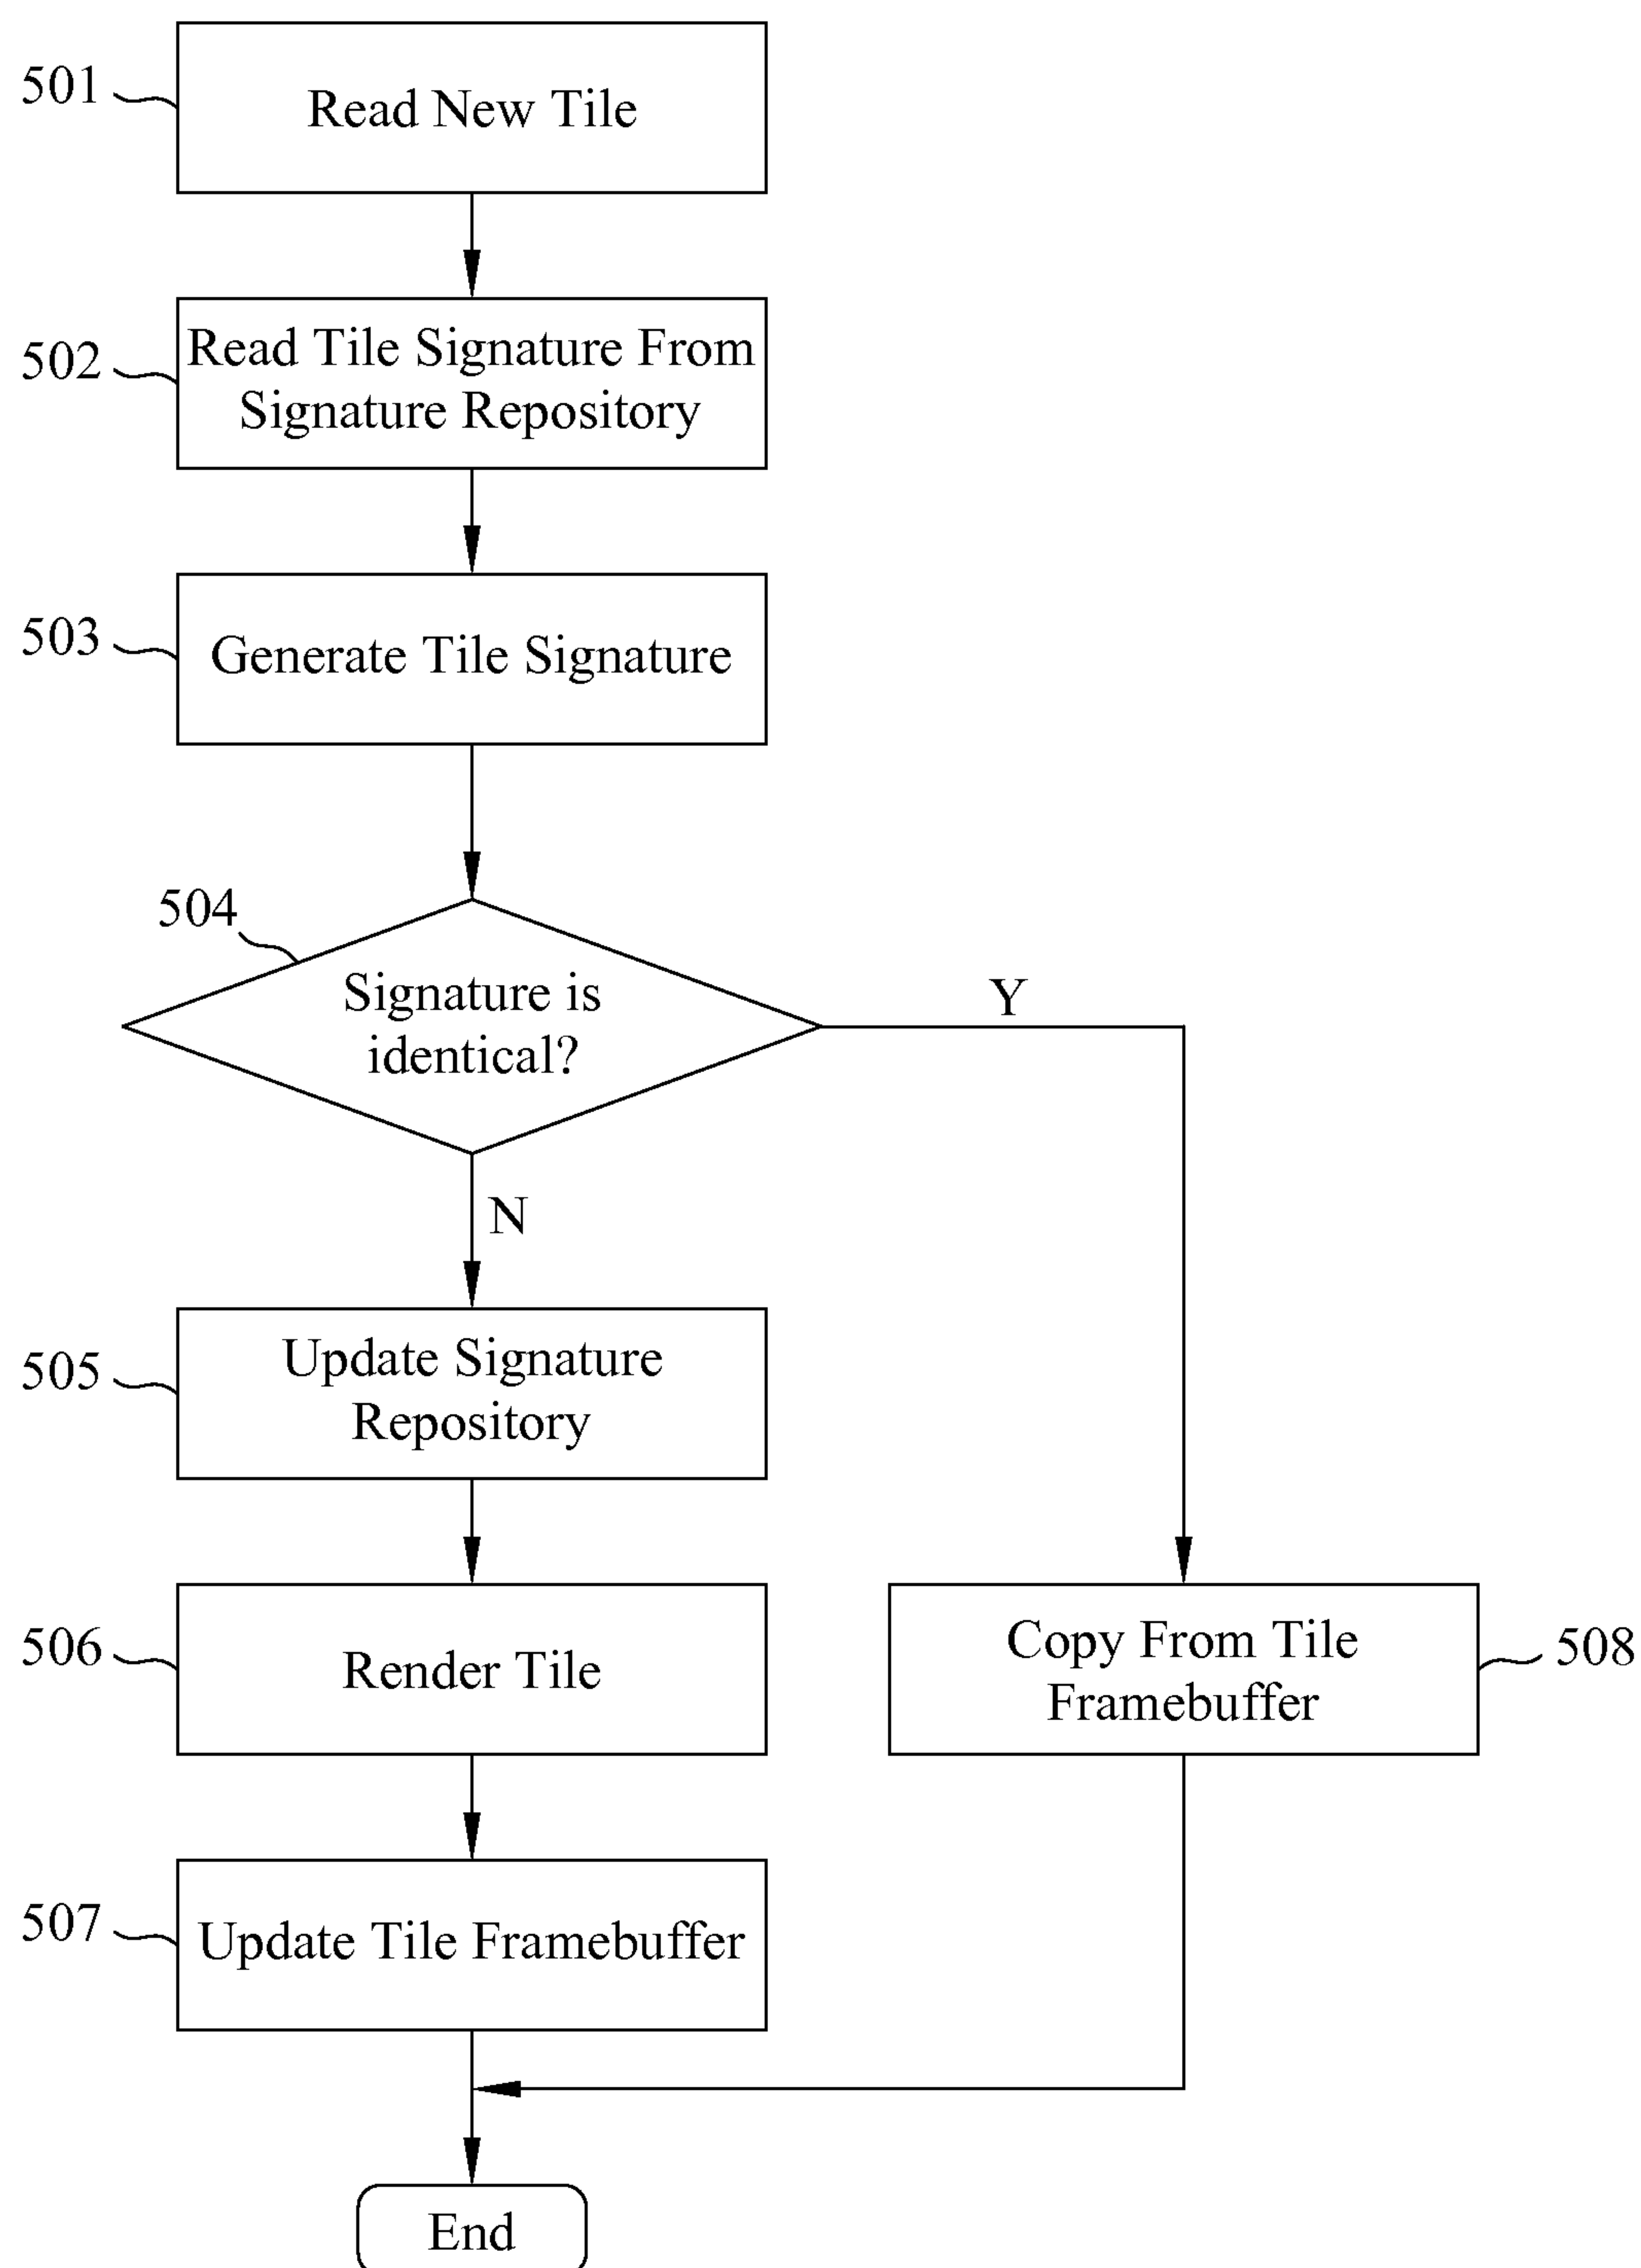 501
Read New Tile
502
Read Tile Signature From
Signature Repository
503
Generate Tile Signature
504
Signature is
identical?
Y
N
505
Update Signature
Repository
506
Render Tile
Copy From Tile
Framebuffer
508
507
Update Tile Framebuffer
End